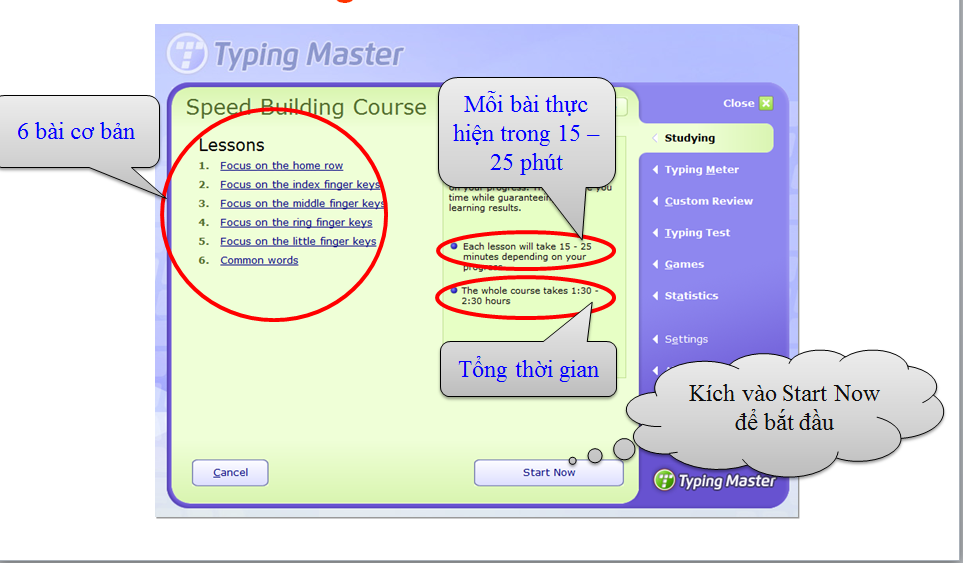 Typing Master
Speed Building Course
Close
6 bài cơ bản
Mỗi bài thực
hiện trong 15 –
25 phút
Lessons
1. Focus on the home row
2. Focus on the index finger keys
3. Focus on the middle finger keys
4. Focus on the ring finger keys
5. Focus on the little finger keys
6. Common words
on your progress.
you
time while
learning results.
Each lesson will take 15 - 25
minutes depending on your
progress
The whole course takes 1:30 -
2:30 hours
Tổng thời gian
Studying
Typing Meter
Custom Review
Typing Test
Games
Statistics
Settings
Kích vào Start Now
để bắt đầu
Cancel
Start Now
Typing Master